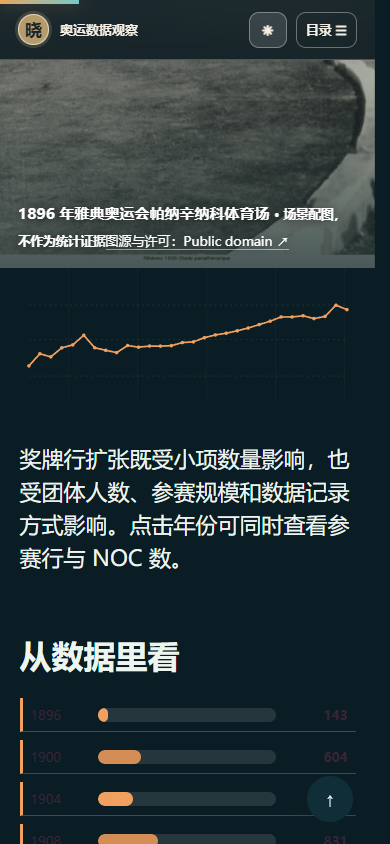 晓 奥运数据观察 目录
1896 年雅典奥运会帕纳辛纳科体育场 • 场景配图，
不作为统计证据图源与许可：Public domain ↗
奖牌行扩张既受小项数量影响，也
受团体人数、参赛规模和数据记录
方式影响。点击年份可同时查看参
赛行与 NOC 数。
从数据里看
1896 143
1900 604
1904
↑
1908 831